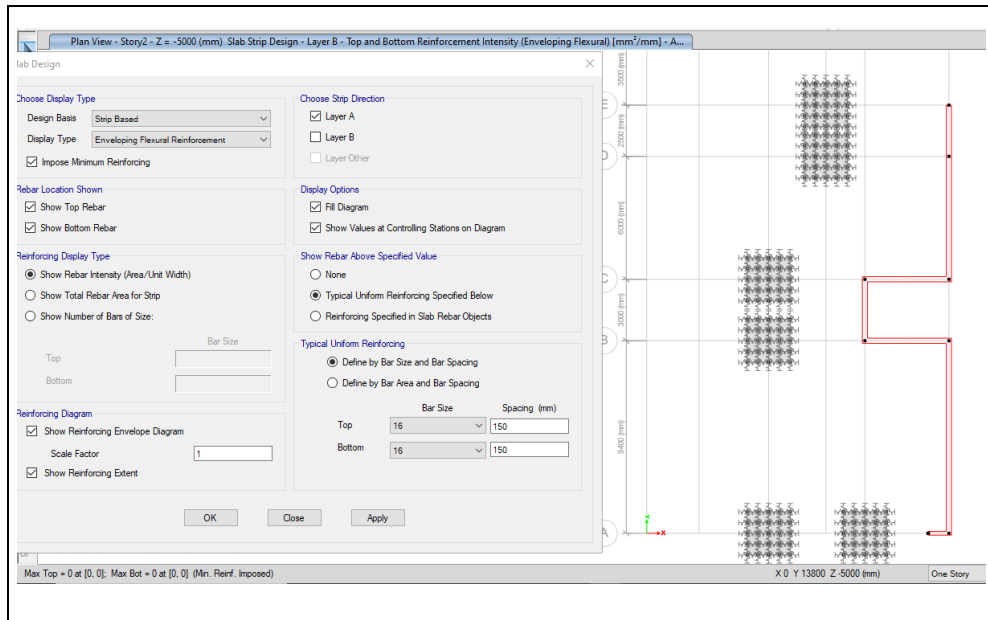 Plan View - Story2 - Z = -5000 (mm) Slab Strip Design - Layer B - Top and Bottom Reinforcement Intensity (Enveloping Flexural) [mm²/mm] - A...
lab Design
Choose Display Type
Design Basis Strip Based
Display Type Enveloping Flexural Reinforcement
Impose Minimum Reinforcing
Choose Strip Direction
Layer A
Layer B
Layer Other
Rebar Location Shown
Show Top Rebar
Show Bottom Rebar
Display Options
Fill Diagram
Show Values at Controlling Stations on Diagram
Reinforcing Display Type
Show Rebar Intensity (Area/Unit Width)
Show Total Rebar Area for Strip
Show Number of Bars of Size:
Bar Size
Top
Bottom
Show Rebar Above Specified Value
None
Typical Uniform Reinforcing Specified Below
Reinforcing Specified in Slab Rebar Objects
Typical Uniform Reinforcing
Define by Bar Size and Bar Spacing
Define by Bar Area and Bar Spacing
Bar Size Spacing (mm)
Top 16 150
Bottom 16 150
Reinforcing Diagram
Show Reinforcing Envelope Diagram
Scale Factor 1
Show Reinforcing Extent
OK Close Apply
3500 (mm)
E
2500 (mm)
D
6000 (mm)
C
3000 (mm)
B
9400 (mm)
A
Y
X
Max Top = 0 at [0, 0]; Max Bot = 0 at [0, 0] (Min. Reinf. Imposed)
X 0 Y 13800 Z -5000 (mm)
One Story